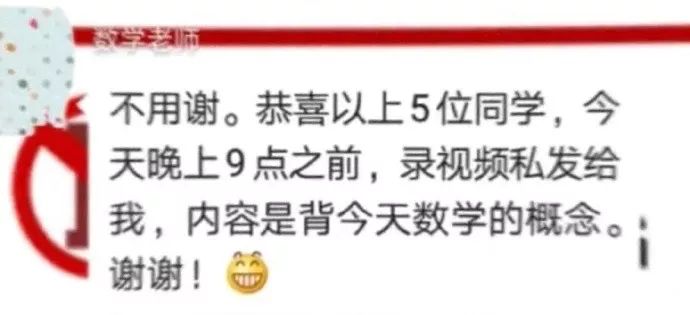 数学老师
不用谢。恭喜以上5位同学，今
天晚上9点之前，录视频私发给
我，内容是背今天数学的概念。
谢谢！